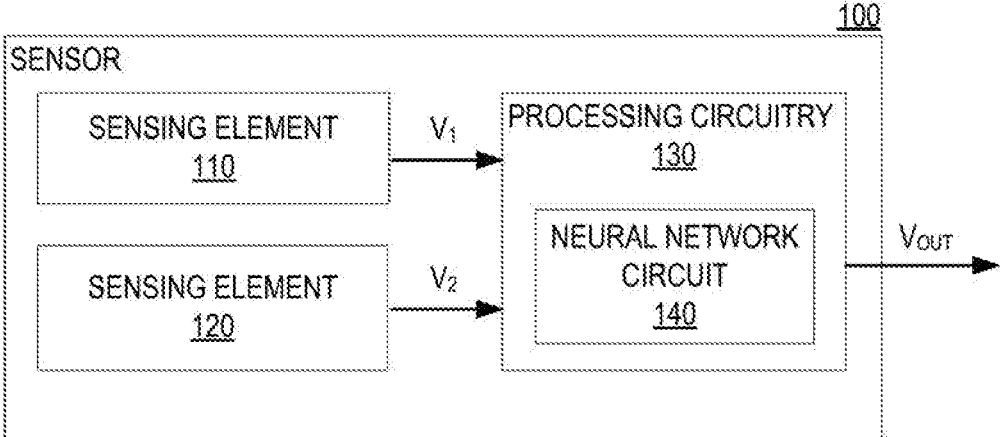 100
SENSOR
SENSING ELEMENT
110
V1
PROCESSING CIRCUITRY
130
SENSING ELEMENT
120
V2
NEURAL NETWORK
CIRCUIT
140
VOUT